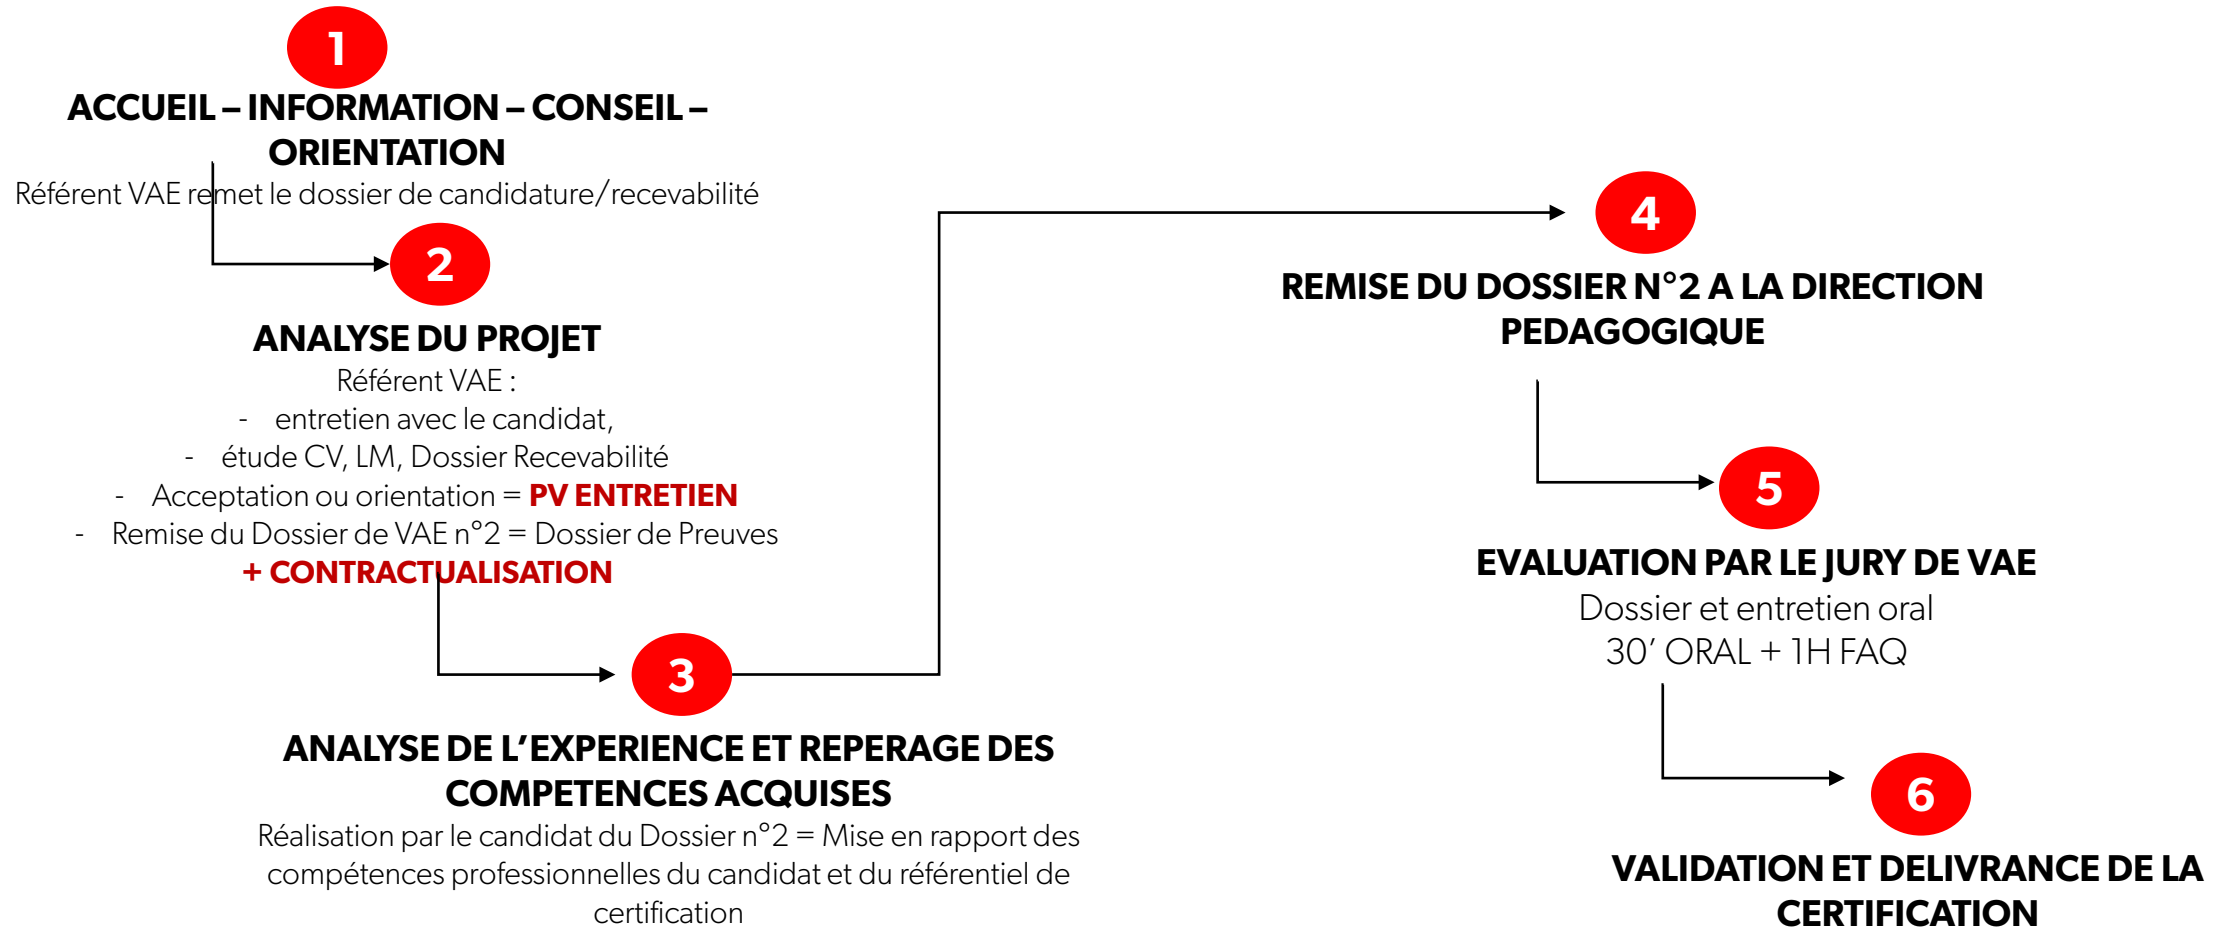 1
ACCUEIL – INFORMATION – CONSEIL –
ORIENTATION
Référent VAE remet le dossier de candidature/recevabilité
2
ANALYSE DU PROJET
Référent VAE :
- entretien avec le candidat,
- étude CV, LM, Dossier Recevabilité
- Acceptation ou orientation = PV ENTRETIEN
- Remise du Dossier de VAE n°2 = Dossier de Preuves
+ CONTRACTUALISATION
3
ANALYSE DE L’EXPERIENCE ET REPERAGE DES
COMPETENCES ACQUISES
Réalisation par le candidat du Dossier n°2 = Mise en rapport des
compétences professionnelles du candidat et du référentiel de
certification
4
REMISE DU DOSSIER N°2 A LA DIRECTION
PEDAGOGIQUE
5
EVALUATION PAR LE JURY DE VAE
Dossier et entretien oral
30’ ORAL + 1H FAQ
6
VALIDATION ET DELIVRANCE DE LA
CERTIFICATION